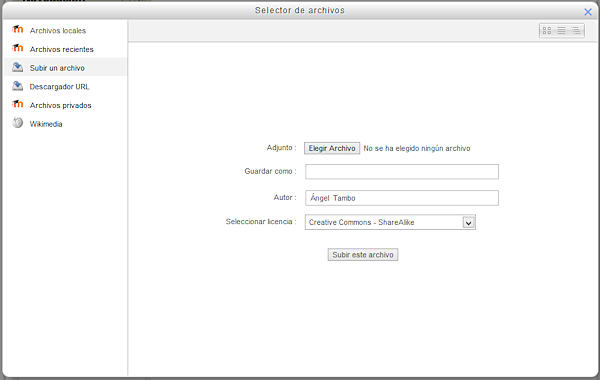 Selector de archivos
Archivos locales
Archivos recientes
Subir un archivo
Descargador URL
Archivos privados
Wikimedia
Adjunto :
Elegir Archivo No se ha elegido ningún archivo
Guardar como :
Autor : Ángel Tambo
Seleccionar licencia : Creative Commons - ShareAlike
Subir este archivo